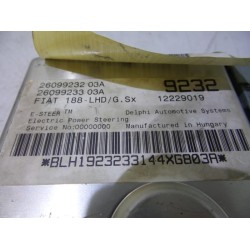 26099232 03A 9232
26099233 03A
FIAT 188-LHD/G.Sx 12229019
E-STEER TM Delphi Automotive Systems
Electric Power Steering
Service No:00000000 Manufactured in Hungary
*BLH1923233144XG803A*